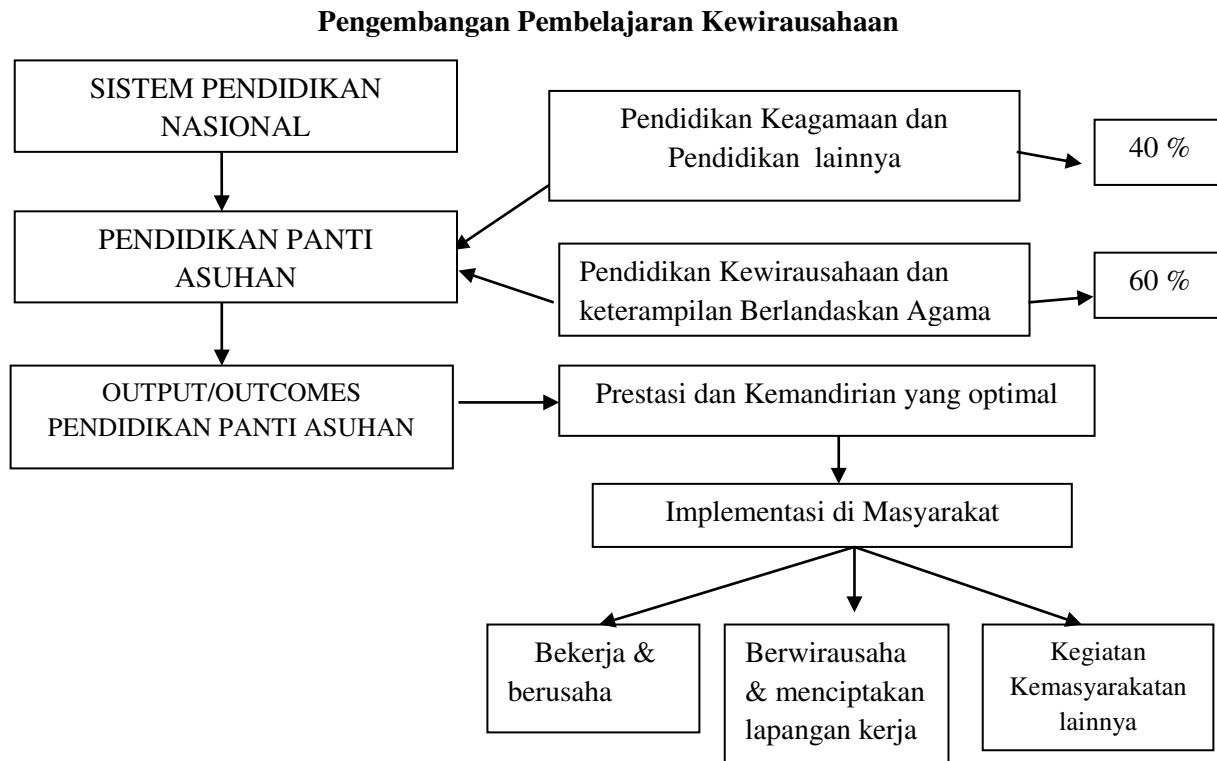 Pengembangan Pembelajaran Kewirausahaan
SISTEM PENDIDIKAN
NASIONAL
Pendidikan Keagamaan dan
Pendidikan lainnya
40 %
PENDIDIKAN PANTI
ASUHAN
Pendidikan Kewirausahaan dan
keterampilan Berlandaskan Agama
60 %
OUTPUT/OUTCOMES
PENDIDIKAN PANTI ASUHAN
Prestasi dan Kemandirian yang optimal
Implementasi di Masyarakat
Bekerja &
berusaha
Berwirausaha
& menciptakan
lapangan kerja
Kegiatan
Kemasyarakatan
lainnya